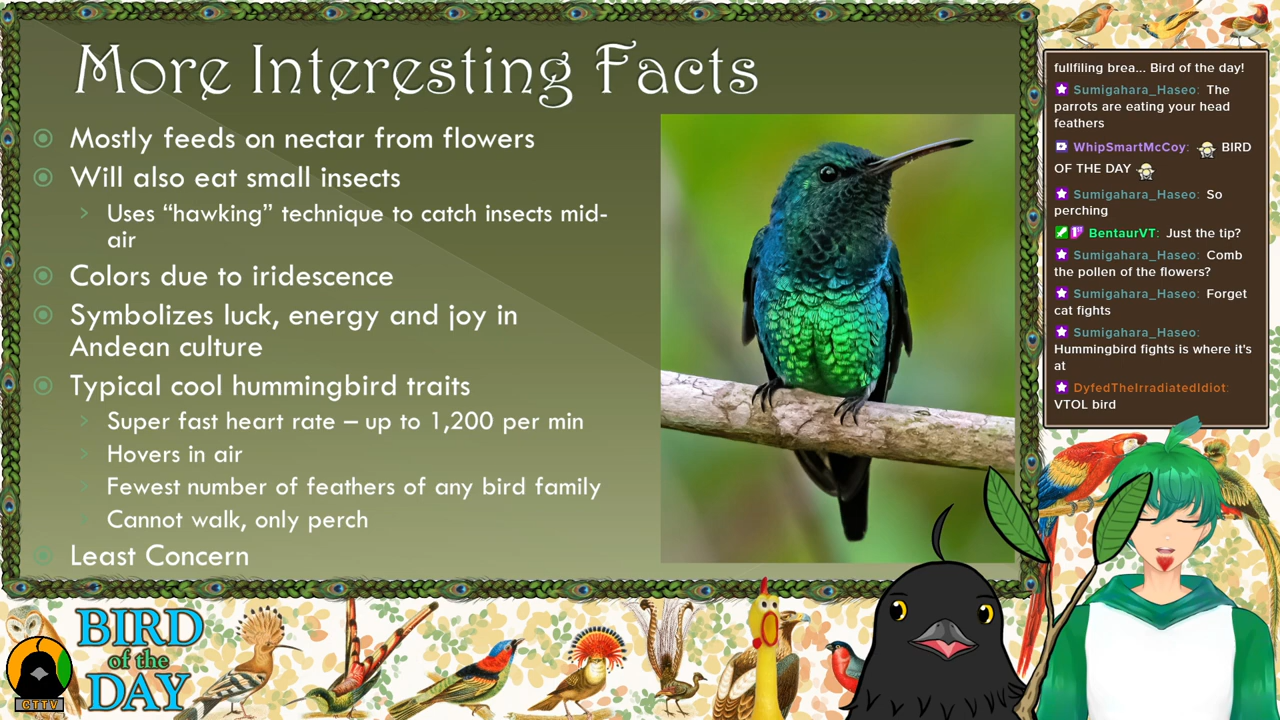 More Interesting Facts
Mostly feeds on nectar from flowers
Will also eat small insects
Uses “hawking” technique to catch insects mid-
air
Colors due to iridescence
Symbolizes luck, energy and joy in
Andean culture
Typical cool hummingbird traits
Super fast heart rate – up to 1,200 per min
Hovers in air
Fewest number of feathers of any bird family
Cannot walk, only perch
Least Concern
fullfiling brea... Bird of the day!
Sumigahara_Haseo: The
parrots are eating your head
feathers
WhipSmartMcCoy: BIRD
OF THE DAY
Sumigahara_Haseo: So
perching
BentaurVT: Just the tip?
Sumigahara_Haseo: Comb
the pollen of the flowers?
Sumigahara_Haseo: Forget
cat fights
Sumigahara_Haseo:
Hummingbird fights is where it's
at
DyfedTheIrradiatedIdiot:
VTOL bird
BIRD
of the
DAY
GTTV